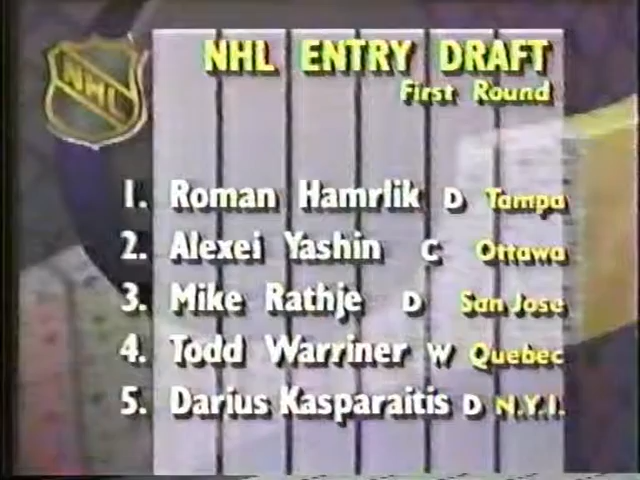 NHL
NHL ENTRY DRAFT
First Round
1. Roman Hamrlik D Tampa
2. Alexei Yashin C Ottawa
3. Mike Rathje D San Jose
4. Todd Warriner W Quebec
5. Darius Kasparaitis D N.Y.I.